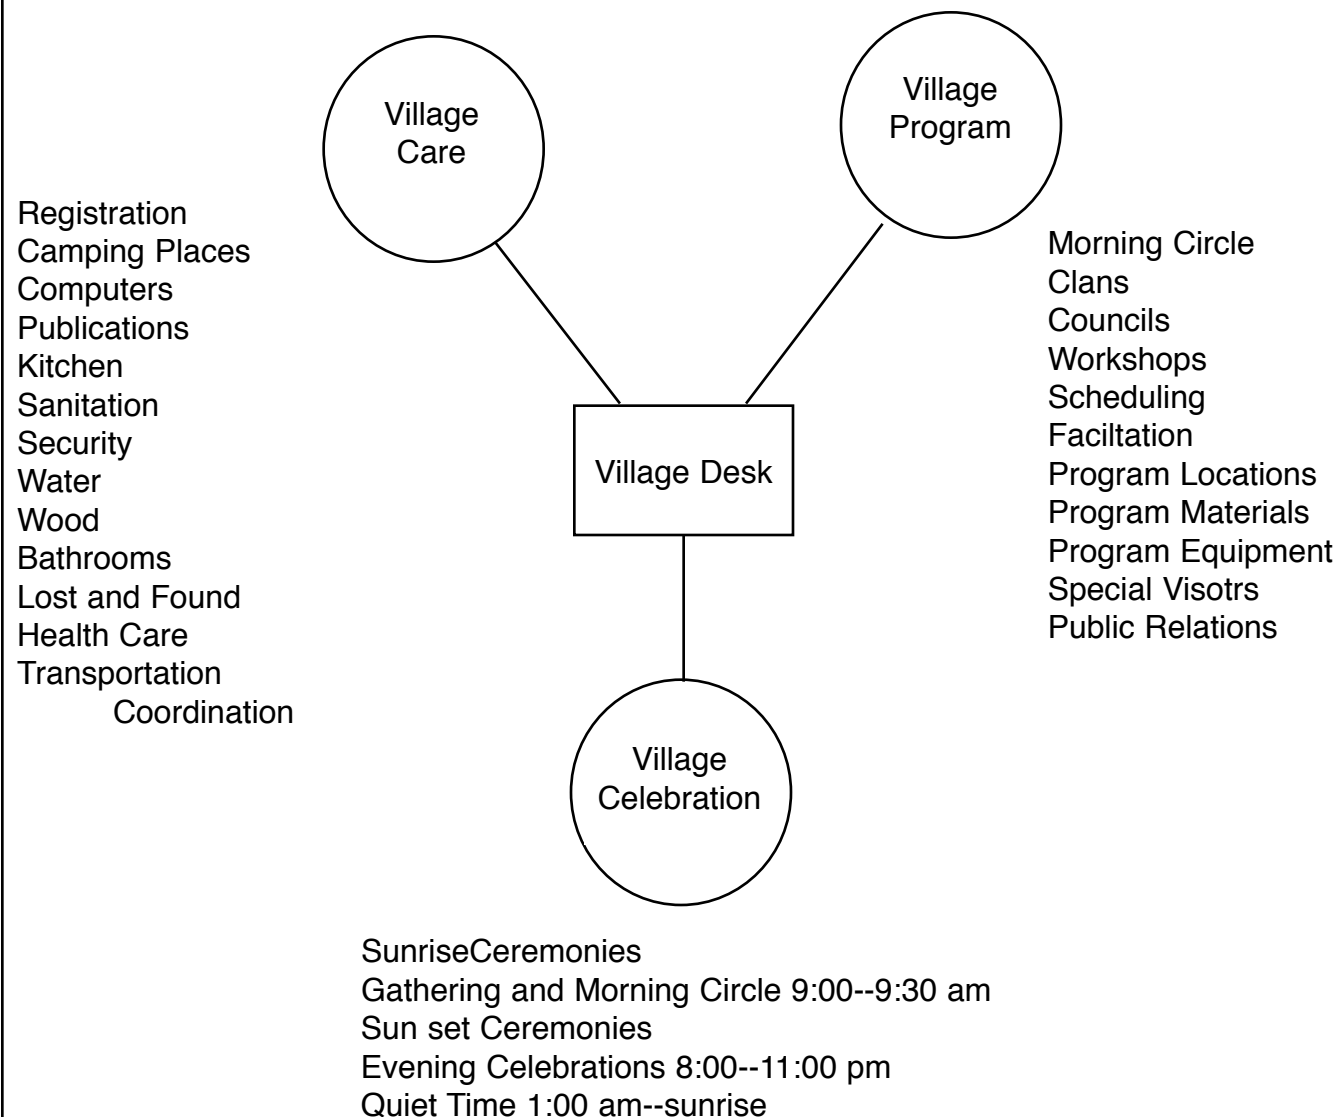 Village
Care
Village
Program
Registration
Camping Places
Computers
Publications
Kitchen
Sanitation
Security
Water
Wood
Bathrooms
Lost and Found
Health Care
Transportation
Coordination
Morning Circle
Clans
Councils
Workshops
Scheduling
Faciltation
Program Locations
Program Materials
Program Equipment
Special Visotrs
Public Relations
Village Desk
Village
Celebration
SunriseCeremonies
Gathering and Morning Circle 9:00--9:30 am
Sun set Ceremonies
Evening Celebrations 8:00--11:00 pm
Quiet Time 1:00 am--sunrise